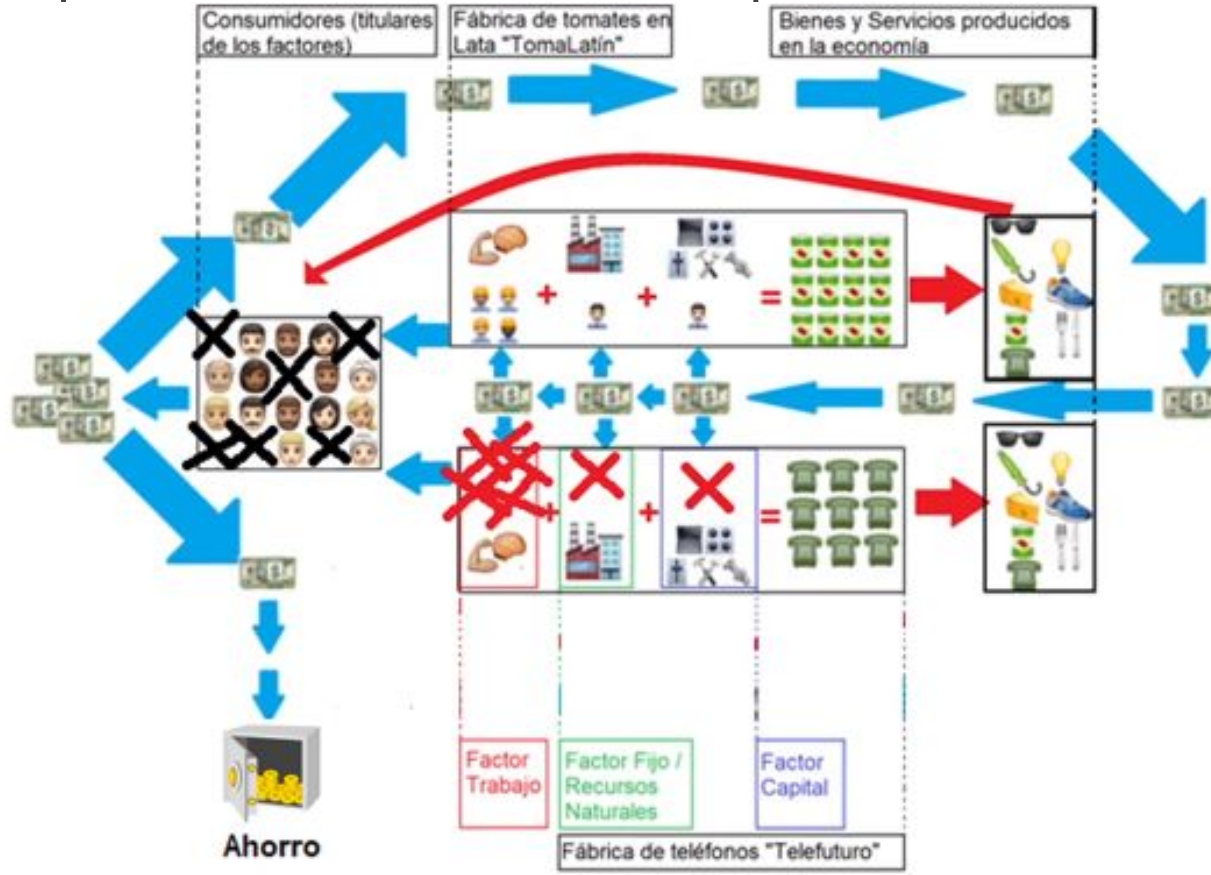 Consumidores (titulares
de los factores)
Fábrica de tomates en
Lata "TomaLatín"
Bienes y Servicios producidos
en la economía
Ahorro
Factor
Trabajo
Factor Fijo /
Recursos
Naturales
Factor
Capital
Fábrica de teléfonos "Telefuturo"